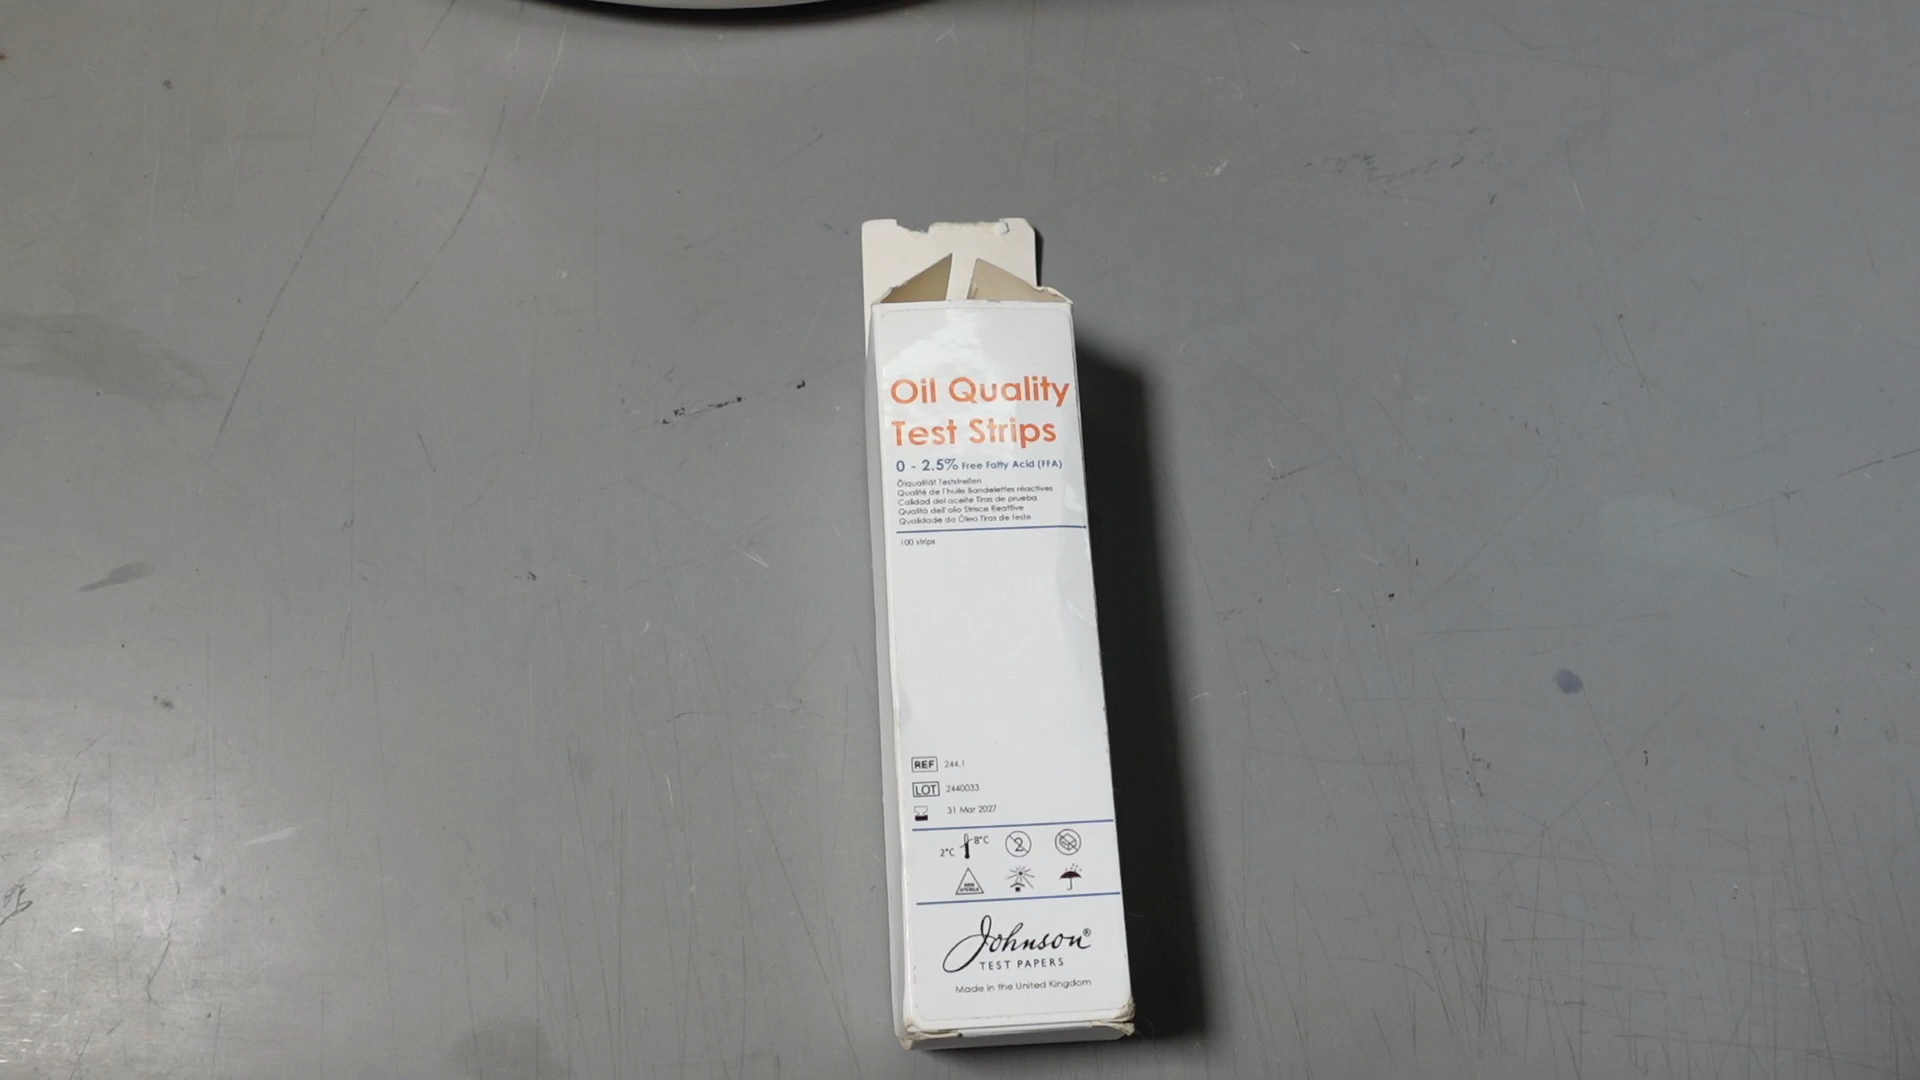 Oil Quality
Test Strips
0 - 2.5% Free Fatty Acid (FFA)
Ölqualität Teststreifen
Qualité de l'huile Bandelettes réactives
Calidad del aceite Tiras de prueba
Qualità dell'olio Strisce Reattive
Qualidade do Óleo Tiras de teste
100 strips
REF 244.1
LOT 2440033
31 Mar 2027
2°C 8°C
2
NON
STERILE
Johnson®
TEST PAPERS
Made in the United Kingdom